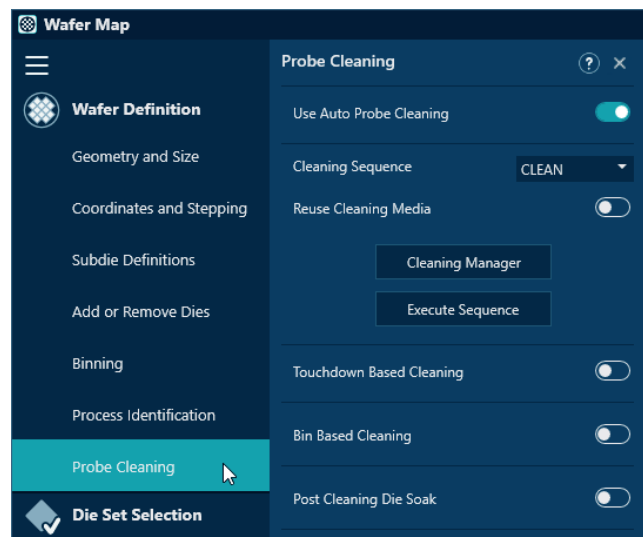 Wafer Map
Wafer Definition
Geometry and Size
Coordinates and Stepping
Subdie Definitions
Add or Remove Dies
Binning
Process Identification
Probe Cleaning
Die Set Selection
Probe Cleaning ? ×
Use Auto Probe Cleaning
Cleaning Sequence CLEAN
Reuse Cleaning Media
Cleaning Manager
Execute Sequence
Touchdown Based Cleaning
Bin Based Cleaning
Post Cleaning Die Soak